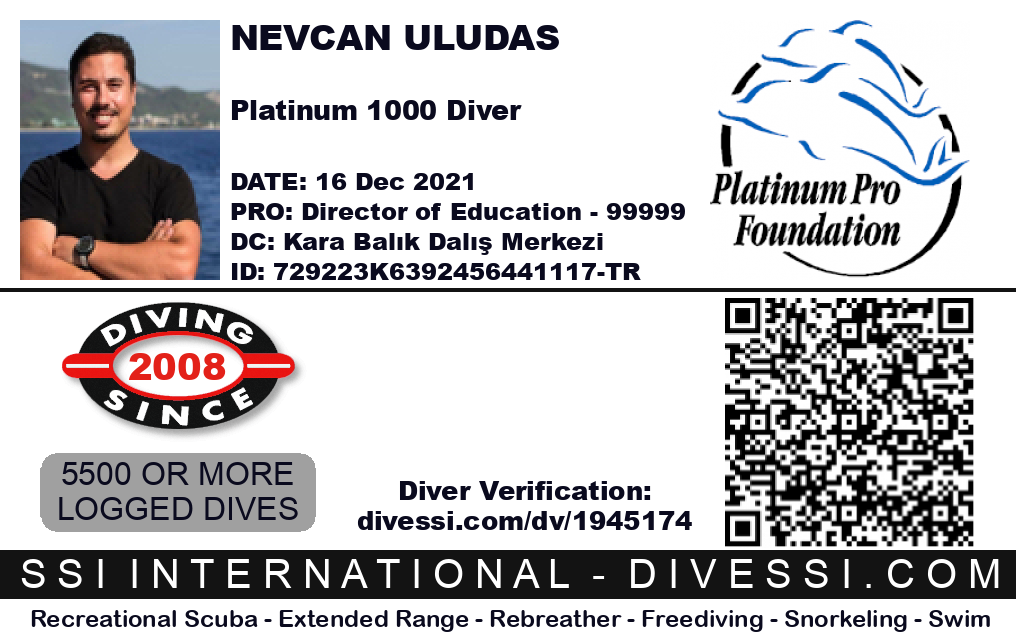 NEVCAN ULUDAS
Platinum 1000 Diver
DATE: 16 Dec 2021
PRO: Director of Education - 99999
DC: Kara Balık Dalış Merkezi
ID: 729223K6392456441117-TR
Platinum Pro
Foundation
DIVING
2008
SINCE
5500 OR MORE
LOGGED DIVES
Diver Verification:
divessi.com/dv/1945174
SSI INTERNATIONAL - DIVESSI.COM
Recreational Scuba - Extended Range - Rebreather - Freediving - Snorkeling - Swim